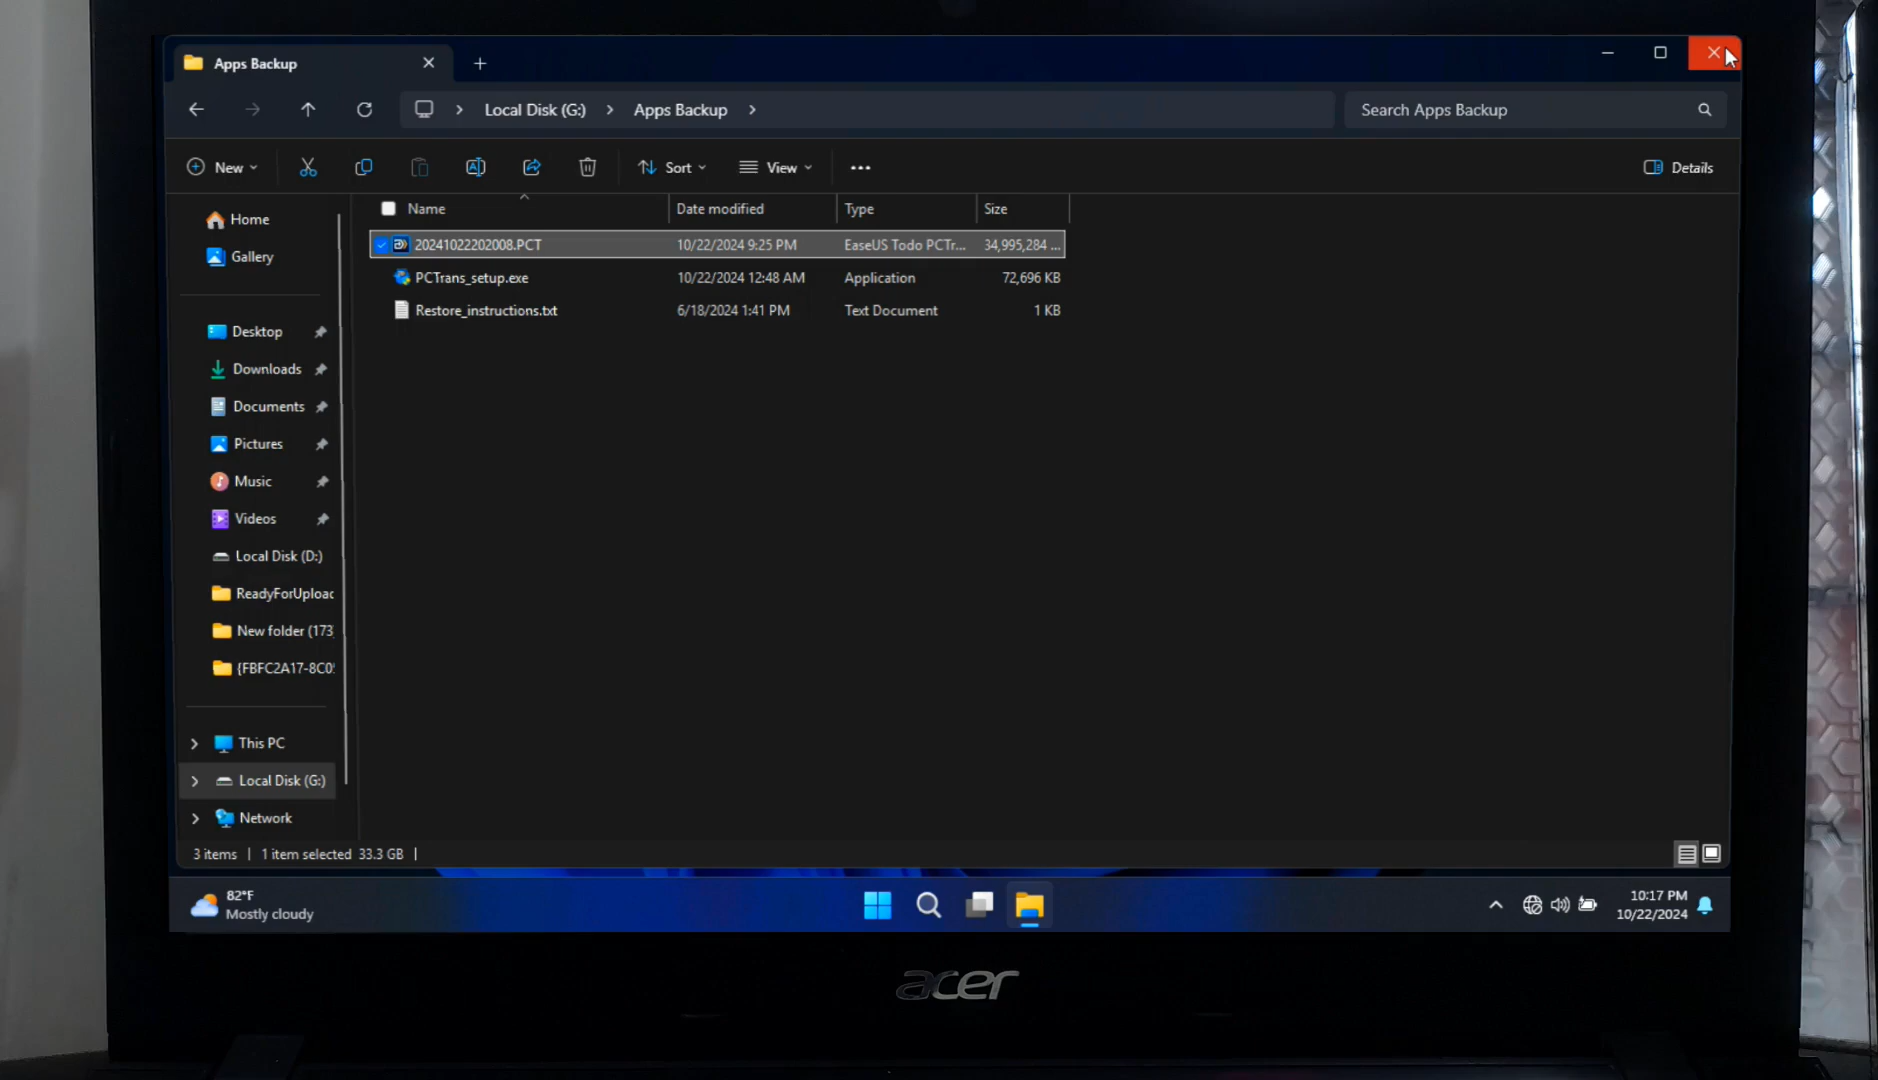 Apps Backup
Local Disk (G:)
Apps Backup
Search Apps Backup
New
Sort
View
Details
Name
Date modified
Type
Size
20241022202008.PCT
10/22/2024 9:25 PM
EaseUS Todo PCTr...
34,995,284 ...
PCTrans_setup.exe
10/22/2024 12:48 AM
Application
72,696 KB
Restore_instructions.txt
6/18/2024 1:41 PM
Text Document
1 KB
Home
Gallery
Desktop
Downloads
Documents
Pictures
Music
Videos
Local Disk (D:)
ReadyForUpload
New folder (173)
{FBFC2A17-8C0
This PC
Local Disk (G:)
Network
3 items
1 item selected 33.3 GB
82°F
Mostly cloudy
10:17 PM
10/22/2024
acer